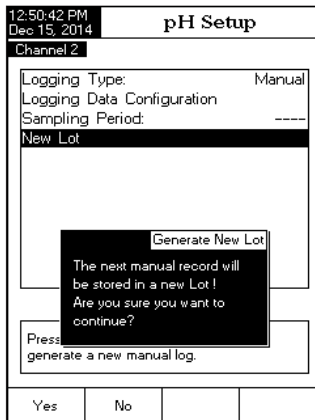 12:50:42 PM
Dec 15, 2014
pH Setup
Channel 2
Logging Type: Manual
Logging Data Configuration
Sampling Period: ----
New Lot
Generate New Lot
The next manual record will
be stored in a new Lot !
Are you sure you want to
continue?
Press
generate a new manual log.
Yes No